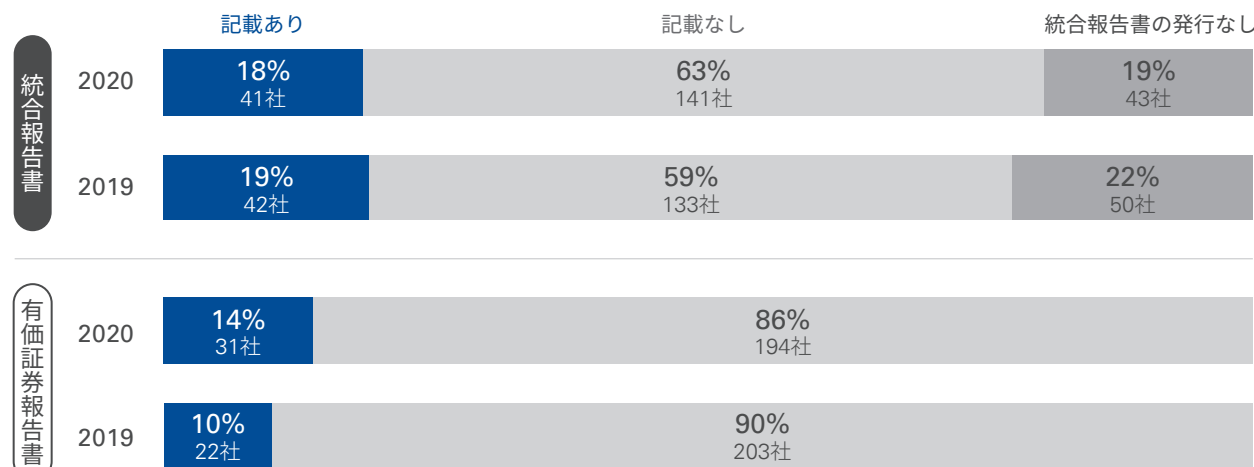 記載あり
記載なし
統合報告書の発行なし
統合報告書
2020
18%
41社
63%
141社
19%
43社
2019
19%
42社
59%
133社
22%
50社
有価証券報告書
2020
14%
31社
86%
194社
2019
10%
22社
90%
203社